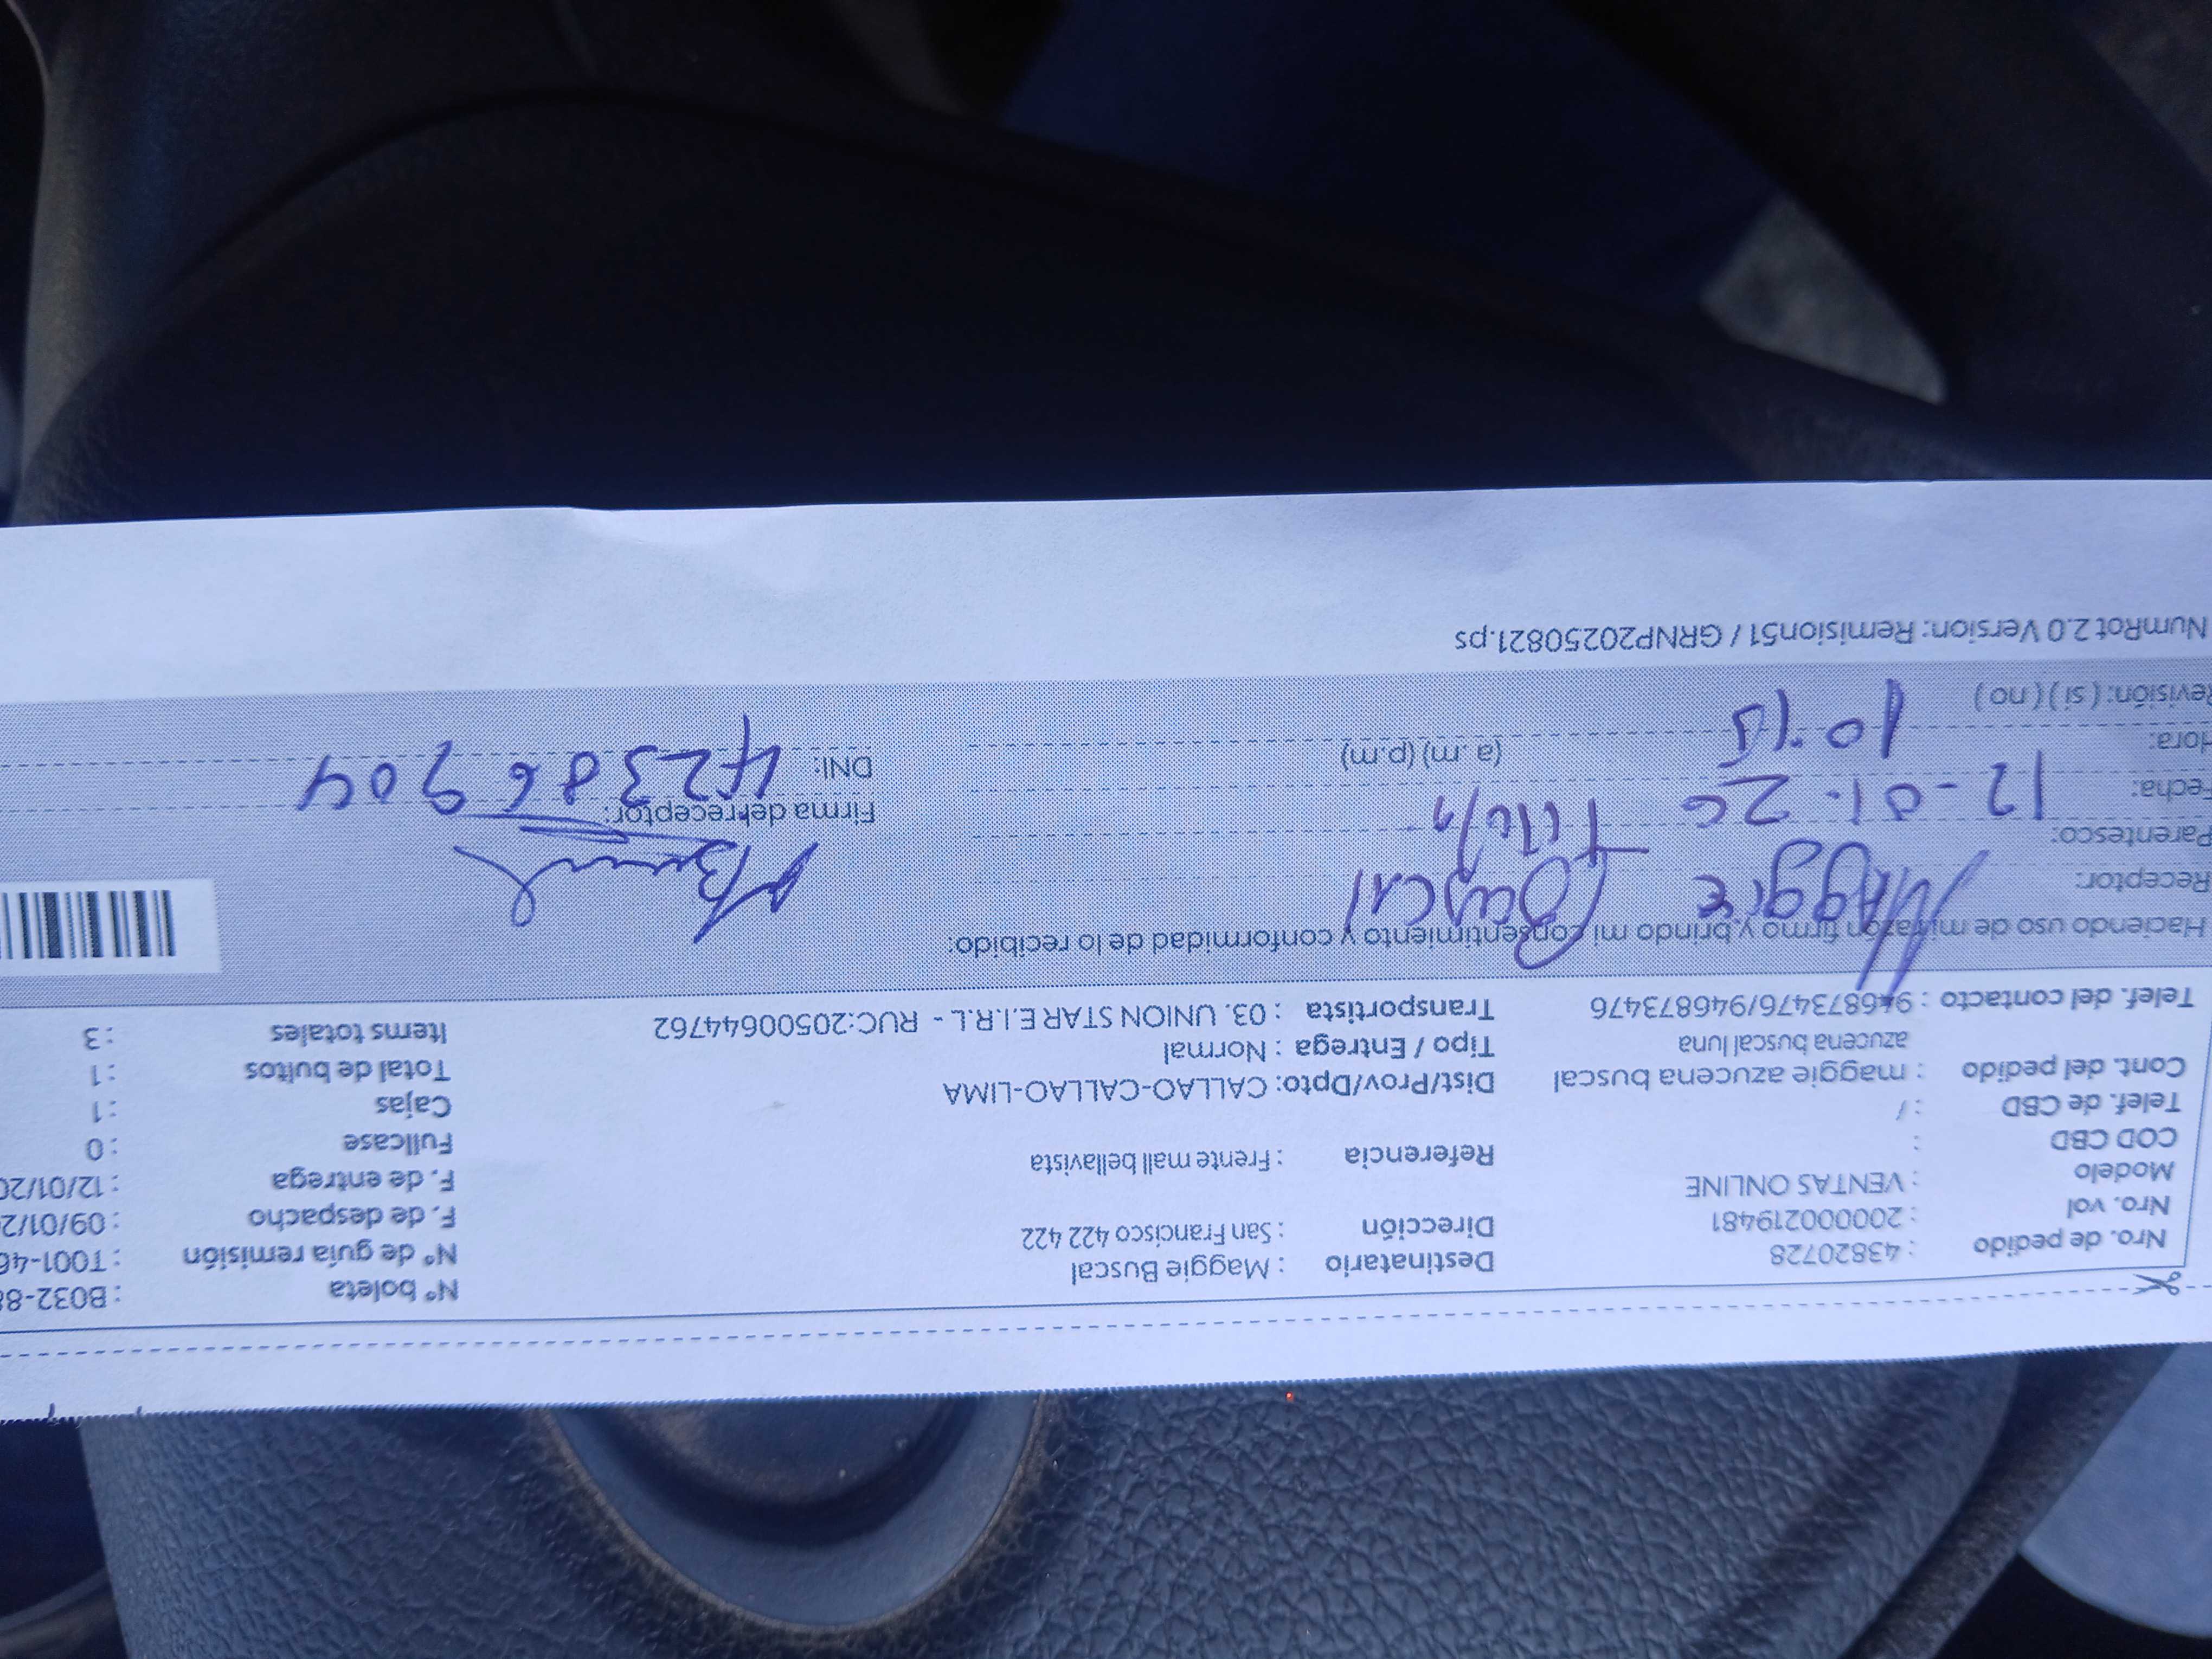 Nro. de pedido : 43820728
Nro. vol : 200000219481
Modelo : VENTAS ONLINE
COD CBD :
Telef. de CBD : /
Cont. del pedido : maggie azucena buscal
azucena buscal luna
Telef. del contacto : 946873476/946873476
Destinatario : Maggie Buscal
Dirección : San Francisco 422 422
Referencia : Frente mall bellavista
Dist/Prov/Dpto: CALLAO-CALLAO-LIMA
Tipo / Entrega : Normal
Transportista : 03. UNION STAR E.I.R.L - RUC:20500644762
N° boleta : B032-88
N° de guía remisión : T001-46
F. de despacho : 09/01/2
F. de entrega : 12/01/20
Fullcase : 0
Cajas : 1
Total de bultos : 1
Items totales : 3
Haciendo uso de mi razón firmo y brindo mi consentimiento y conformidad de lo recibido:
Receptor: Maggie Buscal
Parentesco: Titular
Fecha: 12-01-26
Hora: 10:15 (a.m) (p.m)
Revisión: ( si ) ( no )
Firma del receptor:
DNI: 42386904
NumRot 2.0 Version: Remision51 / GRNP20250821.ps